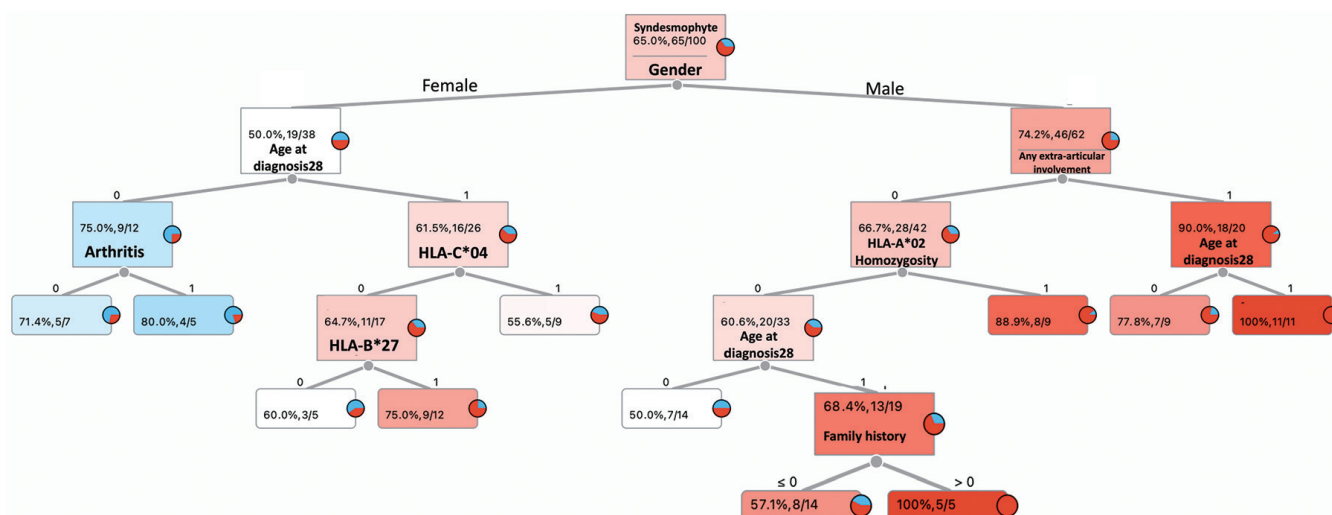 Syndesmophyte
65.0%,65/100
Gender
Female
Male
50.0%,19/38
Age at
diagnosis28
74.2%,46/62
Any extra-articular
involvement
0
1
0
1
75.0%,9/12
Arthritis
61.5%,16/26
HLA-C*04
66.7%,28/42
HLA-A*02
Homozygosity
90.0%,18/20
Age at
diagnosis28
0
1
0
1
0
1
0
1
71.4%,5/7
80.0%,4/5
64.7%,11/17
HLA-B*27
55.6%,5/9
60.6%,20/33
Age at
diagnosis28
88.9%,8/9
77.8%,7/9
100%,11/11
0
1
0
1
60.0%,3/5
75.0%,9/12
50.0%,7/14
68.4%,13/19
Family history
≤ 0
> 0
57.1%,8/14
100%,5/5